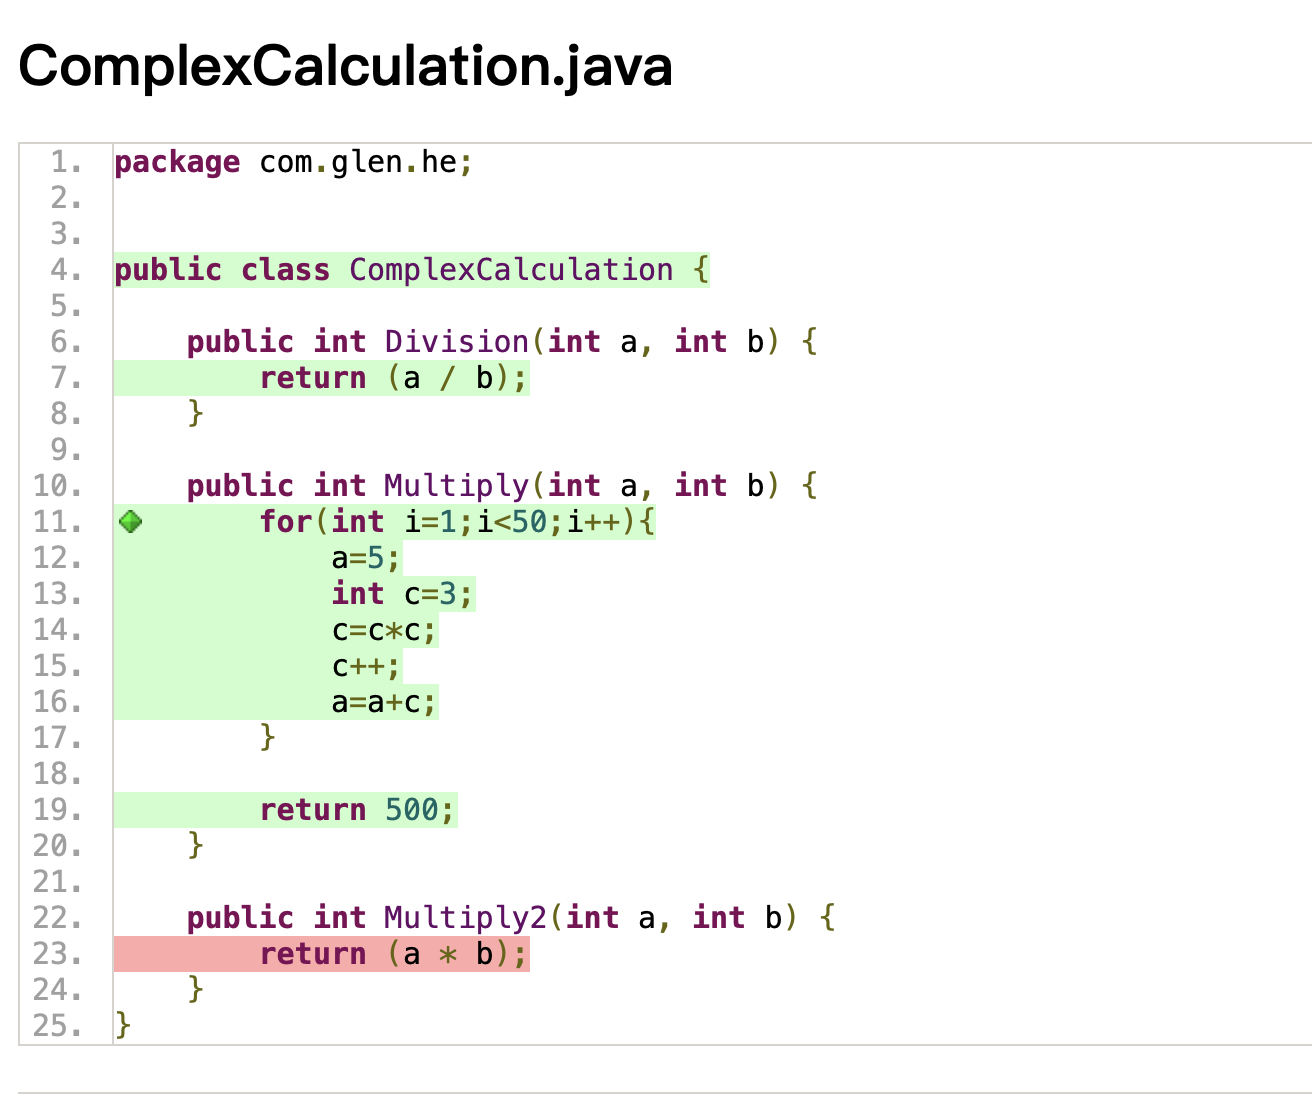 ComplexCalculation.java
1. package com.glen.he;
2.
3.
4. public class ComplexCalculation {
5.
6.     public int Division(int a, int b) {
7.         return (a / b);
8.     }
9.
10.     public int Multiply(int a, int b) {
11.         for(int i=1;i<50;i++){
12.             a=5;
13.             int c=3;
14.             c=c*c;
15.             c++;
16.             a=a+c;
17.         }
18.
19.         return 500;
20.     }
21.
22.     public int Multiply2(int a, int b) {
23.         return (a * b);
24.     }
25. }